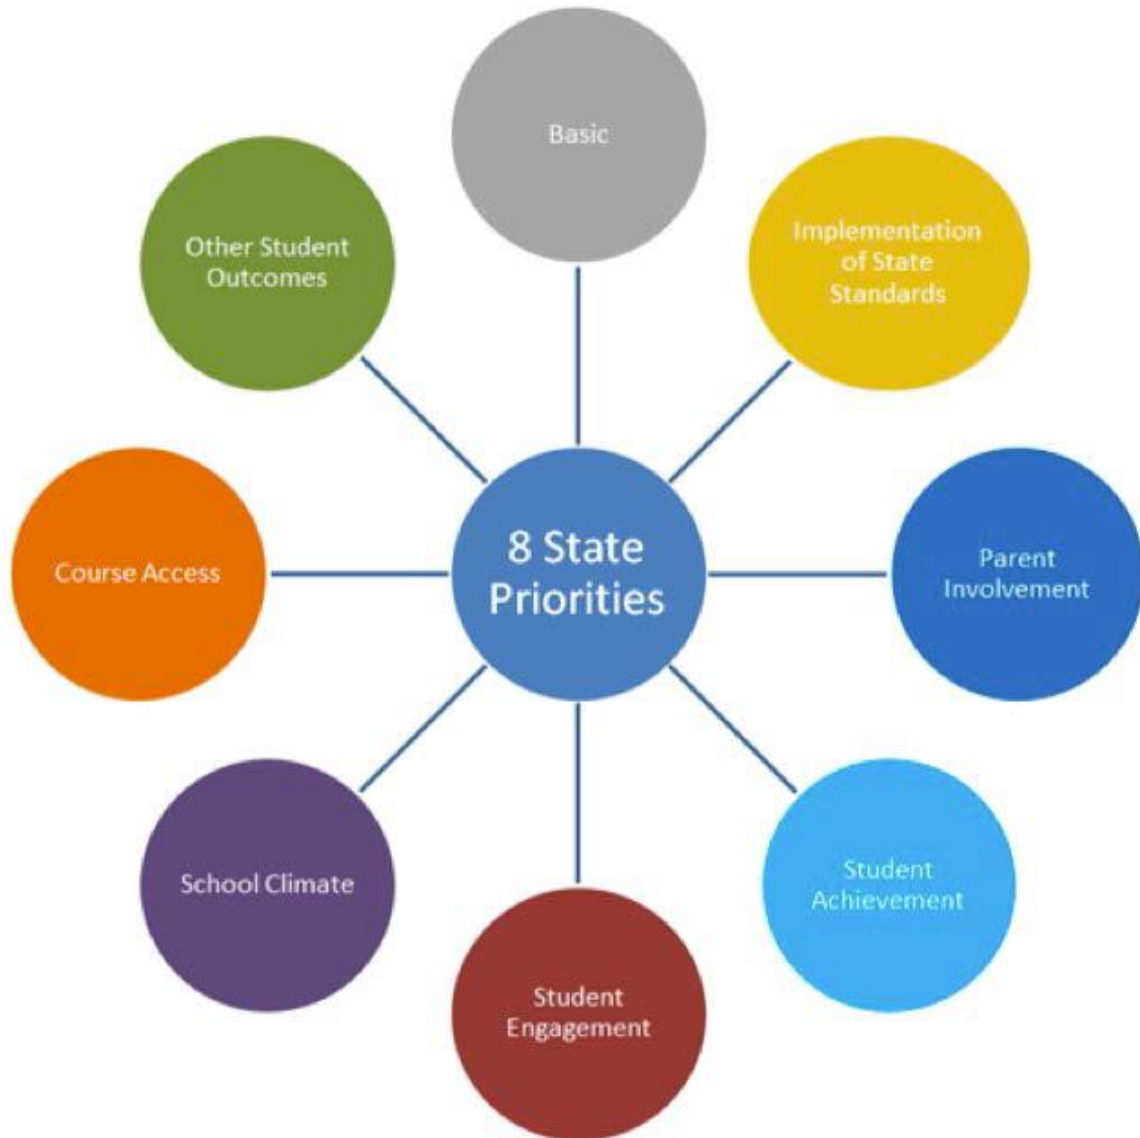 Basic
Implementation
of State
Standards
Parent
Involvement
Student
Achievement
Student
Engagement
School Climate
Course Access
Other Student
Outcomes
8 State
Priorities